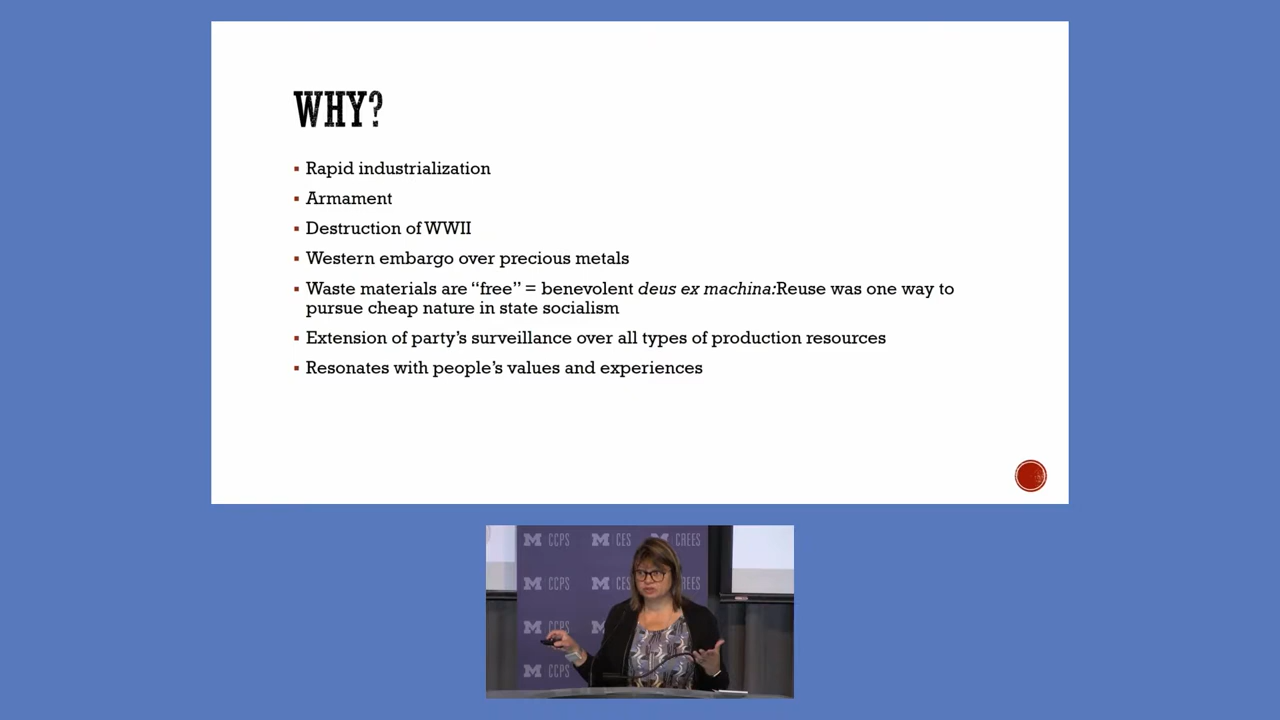 WHY?
Rapid industrialization
Armament
Destruction of WWII
Western embargo over precious metals
Waste materials are “free” = benevolent deus ex machina:Reuse was one way to
pursue cheap nature in state socialism
Extension of party’s surveillance over all types of production resources
Resonates with people’s values and experiences
M CCPS M CES M CREES
M CCPS M CES REES
M CCPS M
M CCPS